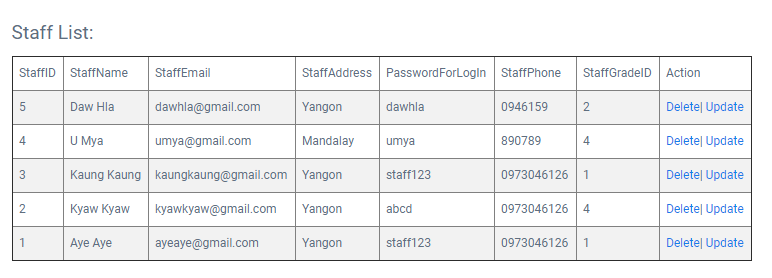 Staff List:
StaffID StaffName StaffEmail StaffAddress PasswordForLogIn StaffPhone StaffGradeID Action
5 Daw Hla dawhla@gmail.com Yangon dawhla 0946159 2 Delete| Update
4 U Mya umya@gmail.com Mandalay umya 890789 4 Delete| Update
3 Kaung Kaung kaungkaung@gmail.com Yangon staff123 0973046126 1 Delete| Update
2 Kyaw Kyaw kyawkyaw@gmail.com Yangon abcd 0973046126 4 Delete| Update
1 Aye Aye ayeaye@gmail.com Yangon staff123 0973046126 1 Delete| Update